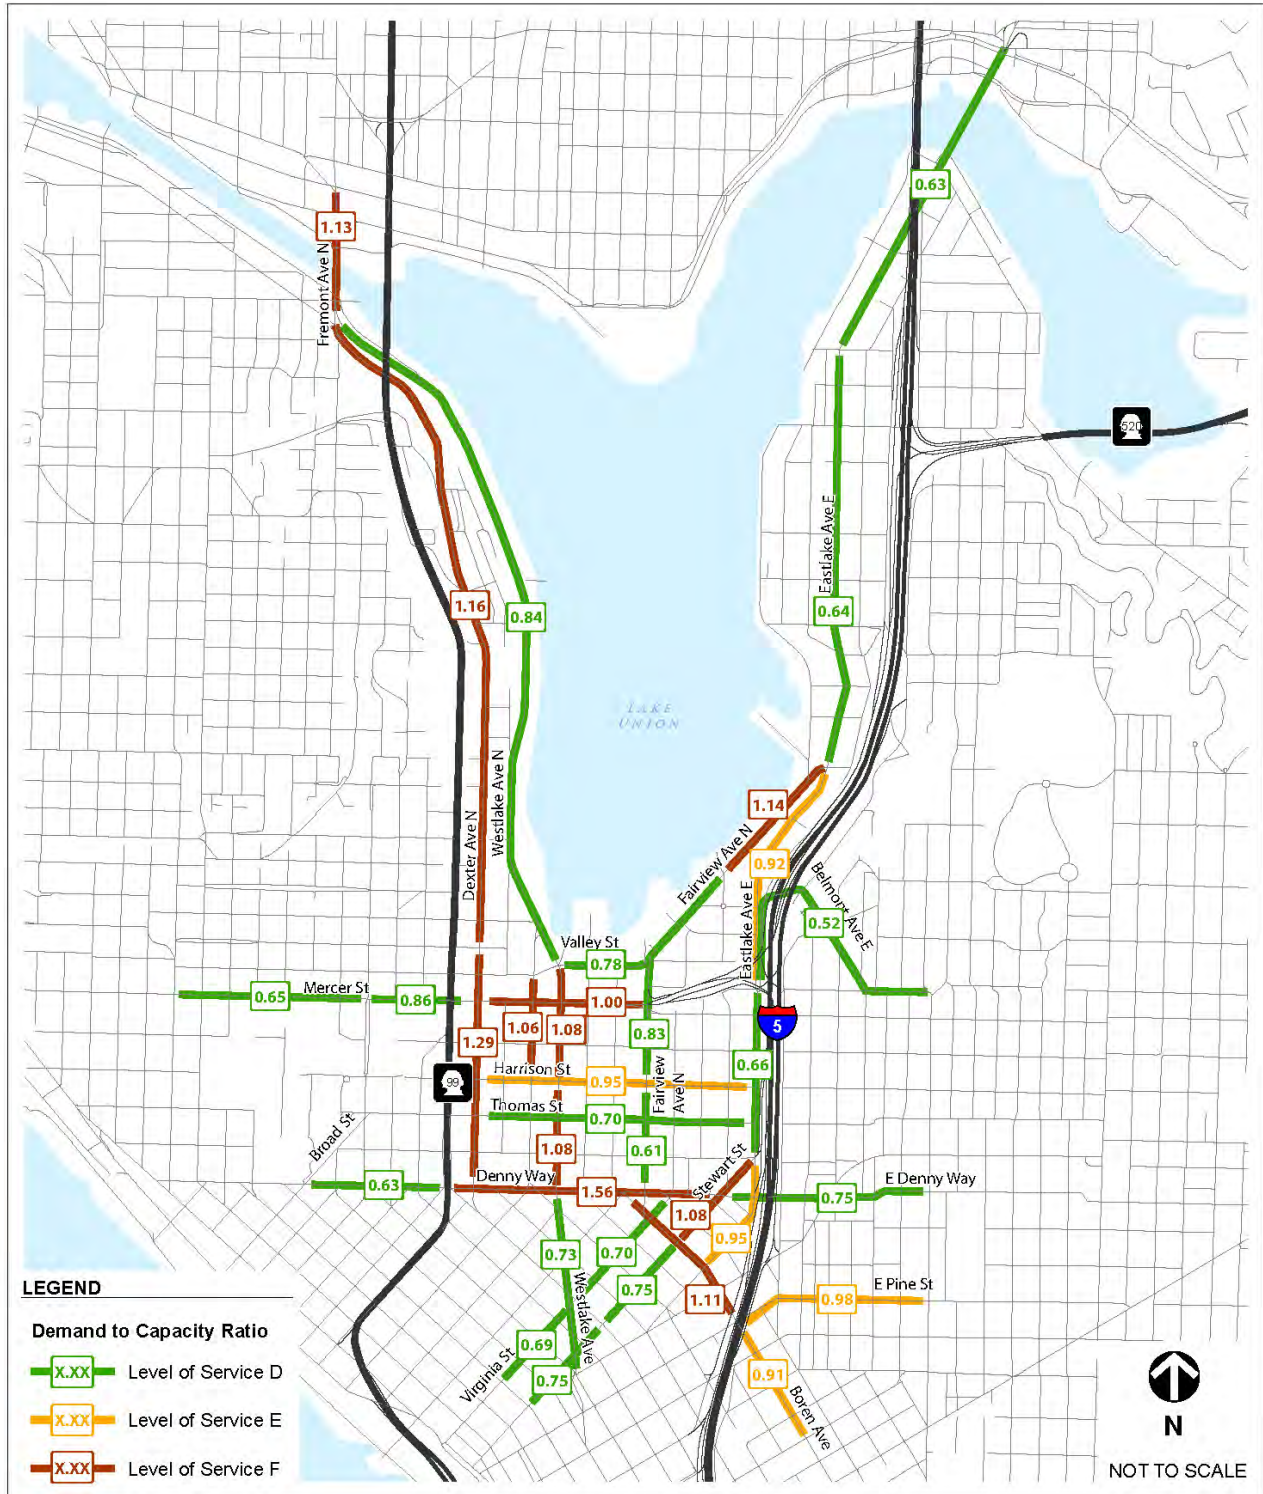 0.63
1.13
Fremont Ave N
520
Eastlake Ave E
1.16
0.84
0.64
LAKE
UNION
Westlake Ave N
Dexter Ave N
1.14
Fairview Ave N
0.92
Belmont Ave E
Eastlake Ave E
0.52
Valley St
0.78
Mercer St
0.65
0.86
1.00
5
1.29
1.06
1.08
0.83
0.66
Harrison St
0.95
Fairview
Ave N
99
Thomas St
0.70
Broad St
1.08
0.61
Stewart St
Denny Way
0.63
1.56
E Denny Way
0.75
1.08
0.95
0.73
0.70
0.75
1.11
E Pine St
0.98
Westlake Ave
0.69
Virginia St
0.75
0.91
Boren Ave
LEGEND
Demand to Capacity Ratio
X.XX Level of Service D
X.XX Level of Service E
X.XX Level of Service F
N
NOT TO SCALE